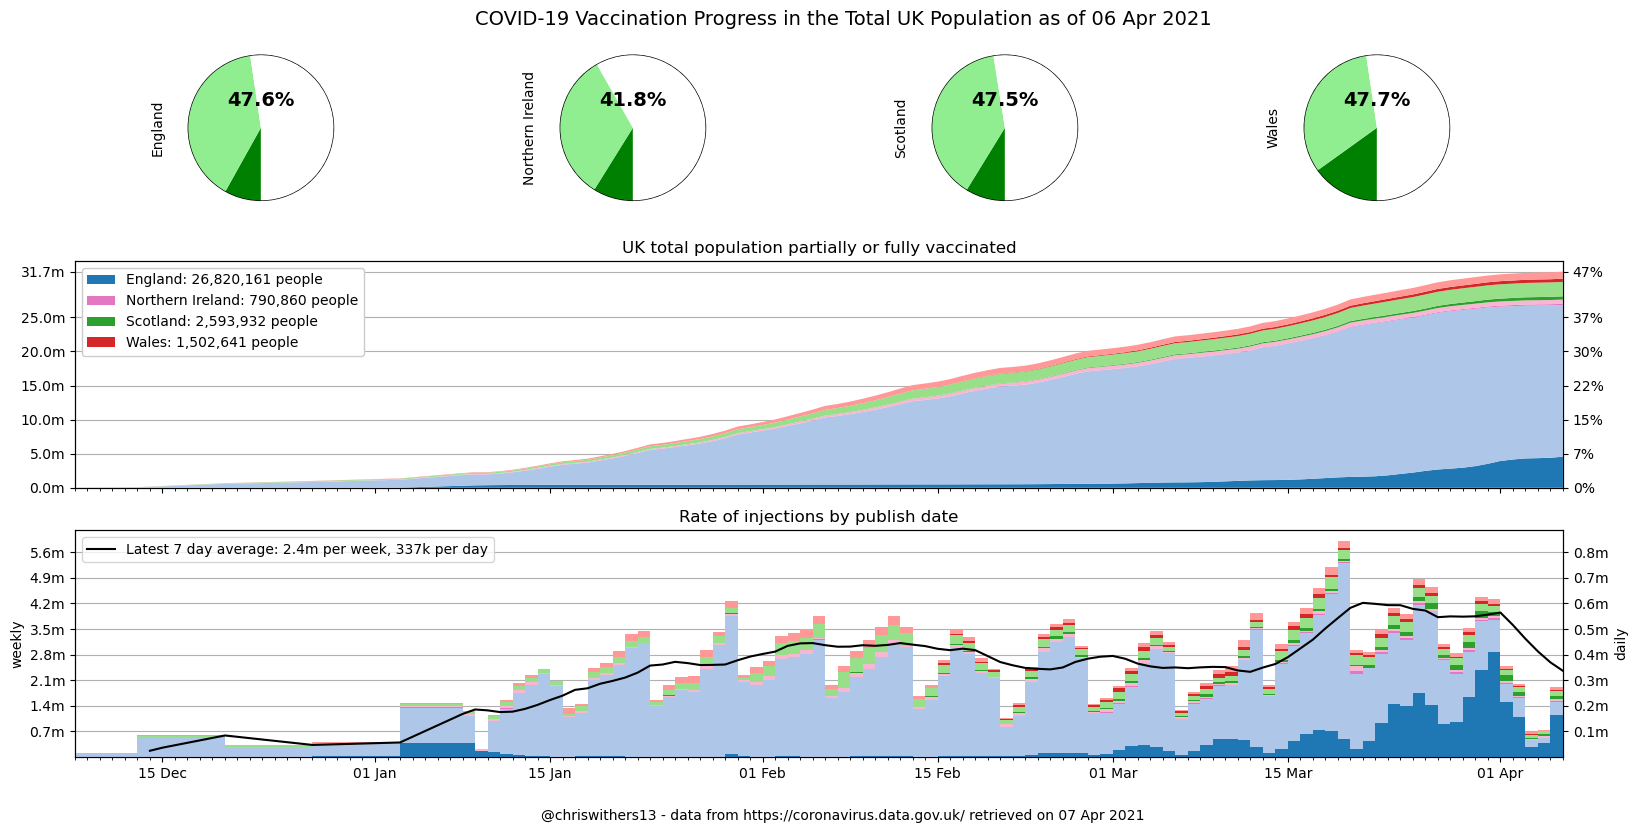 COVID-19 Vaccination Progress in the Total UK Population as of 06 Apr 2021
England
47.6%
Northern Ireland
41.8%
Scotland
47.5%
Wales
47.7%
UK total population partially or fully vaccinated
31.7m
25.0m
20.0m
15.0m
10.0m
5.0m
0.0m
England: 26,820,161 people
Northern Ireland: 790,860 people
Scotland: 2,593,932 people
Wales: 1,502,641 people
47%
37%
30%
22%
15%
7%
0%
Rate of injections by publish date
weekly
5.6m
4.9m
4.2m
3.5m
2.8m
2.1m
1.4m
0.7m
Latest 7 day average: 2.4m per week, 337k per day
0.8m
0.7m
0.6m
0.5m
0.4m
0.3m
0.2m
0.1m
daily
15 Dec
01 Jan
15 Jan
01 Feb
15 Feb
01 Mar
15 Mar
01 Apr
@chriswithers13 - data from https://coronavirus.data.gov.uk/ retrieved on 07 Apr 2021